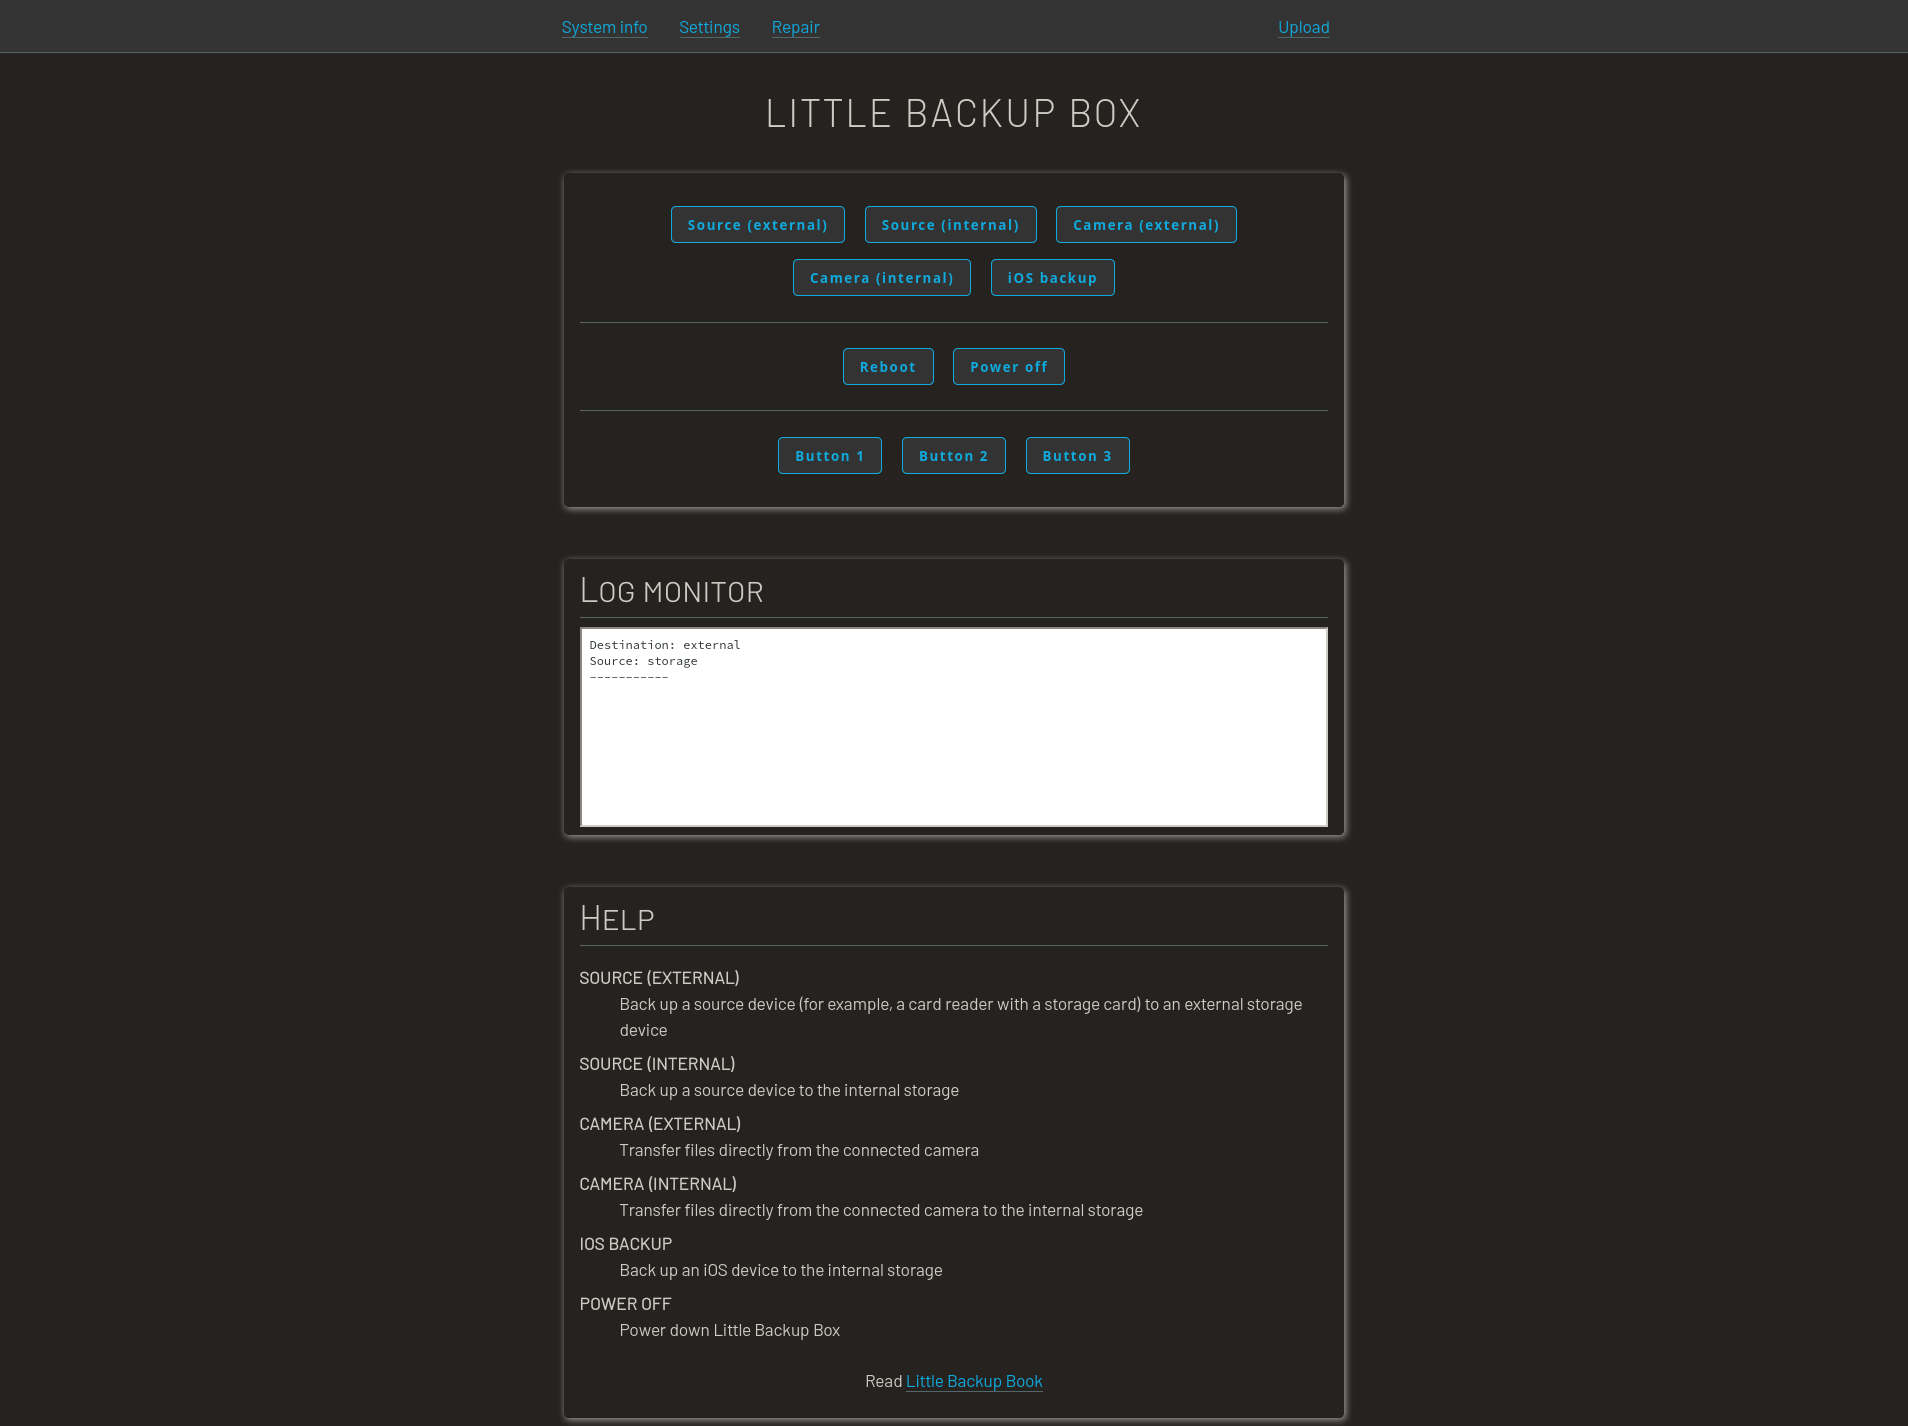 System info Settings Repair Upload
LITTLE BACKUP BOX
Source (external) Source (internal) Camera (external)
Camera (internal) iOS backup
Reboot Power off
Button 1 Button 2 Button 3
LOG MONITOR
Destination: external
Source: storage
-----------
HELP
SOURCE (EXTERNAL)
Back up a source device (for example, a card reader with a storage card) to an external storage
device
SOURCE (INTERNAL)
Back up a source device to the internal storage
CAMERA (EXTERNAL)
Transfer files directly from the connected camera
CAMERA (INTERNAL)
Transfer files directly from the connected camera to the internal storage
IOS BACKUP
Back up an iOS device to the internal storage
POWER OFF
Power down Little Backup Box
Read Little Backup Book